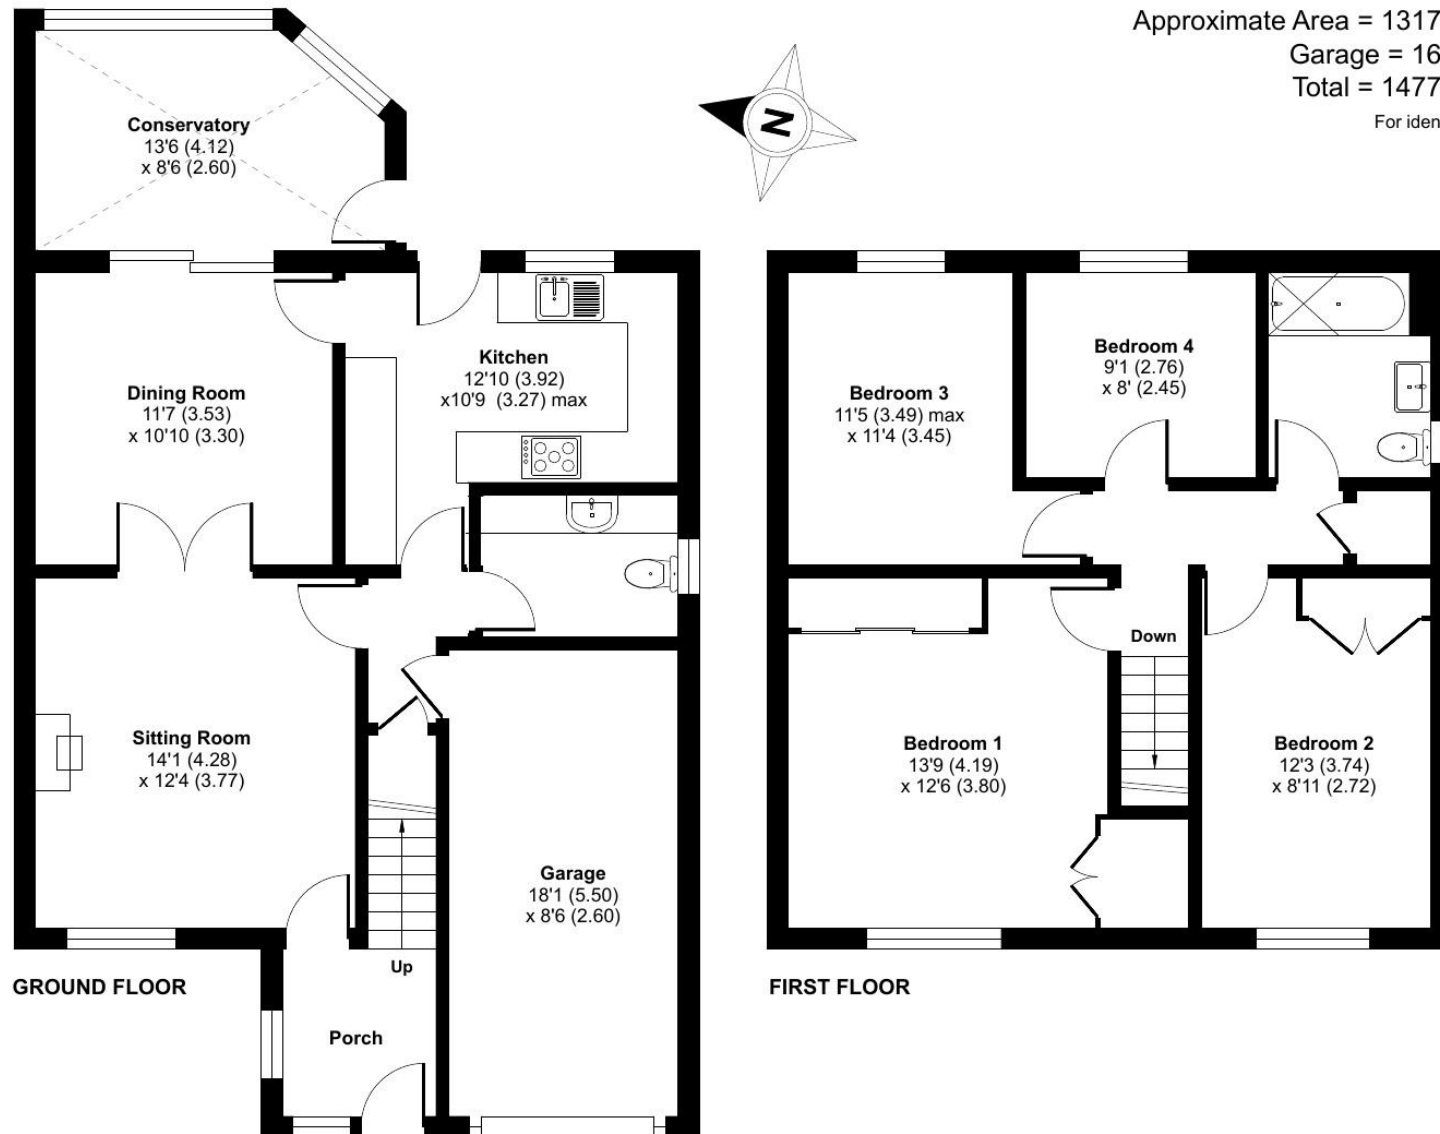 Approximate Area = 1317
Garage = 16
Total = 1477
For iden
N
Conservatory
13'6 (4.12)
x 8'6 (2.60)
Kitchen
12'10 (3.92)
x10'9 (3.27) max
Dining Room
11'7 (3.53)
x 10'10 (3.30)
Sitting Room
14'1 (4.28)
x 12'4 (3.77)
Garage
18'1 (5.50)
x 8'6 (2.60)
Up
Porch
GROUND FLOOR
Bedroom 4
9'1 (2.76)
x 8' (2.45)
Bedroom 3
11'5 (3.49) max
x 11'4 (3.45)
Down
Bedroom 1
13'9 (4.19)
x 12'6 (3.80)
Bedroom 2
12'3 (3.74)
x 8'11 (2.72)
FIRST FLOOR